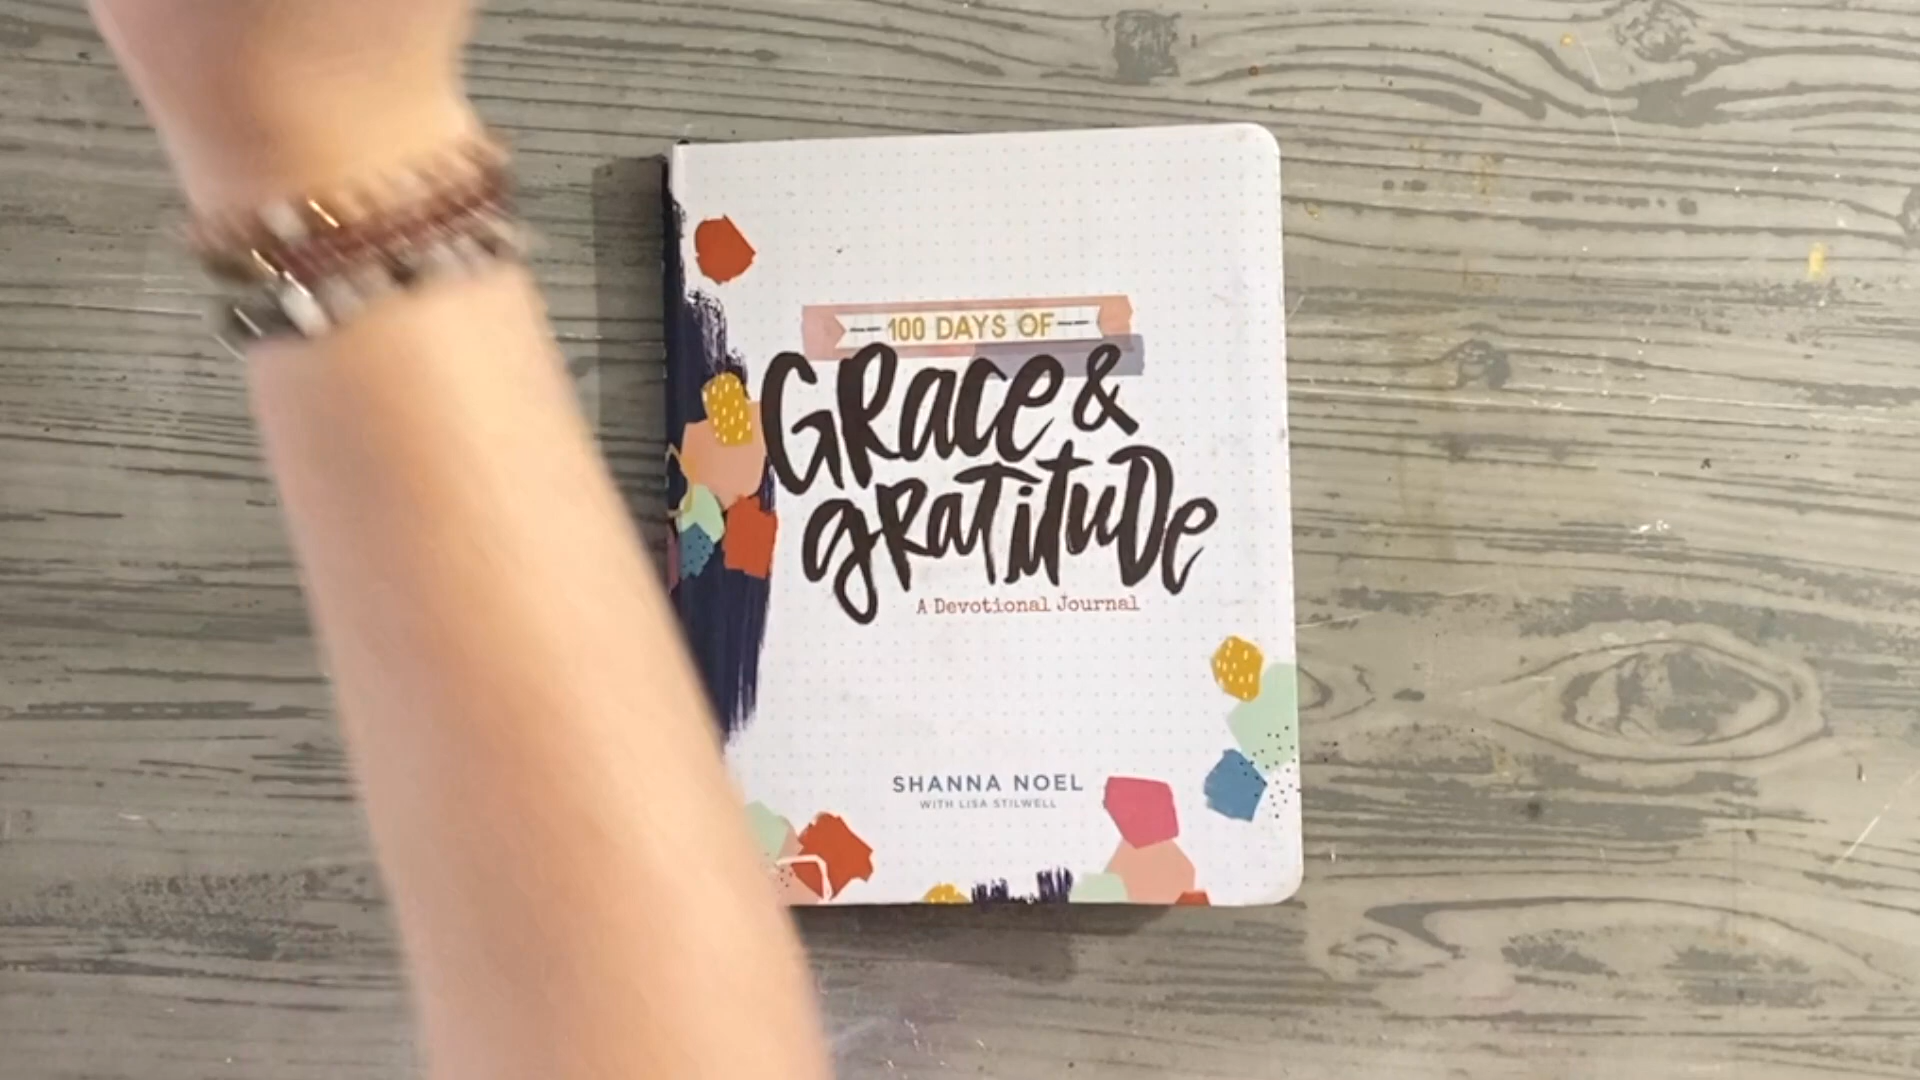 100 DAYS OF
GRace &
gRatituDe
A Devotional Journal
SHANNA NOEL
WITH LISA STILWELL